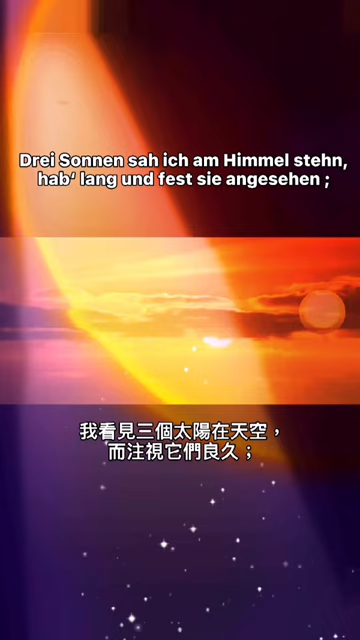 Drei Sonnen sah ich am Himmel stehn,
hab‘ lang und fest sie angesehen ;
我看見三個太陽在天空，
而注視它們良久；